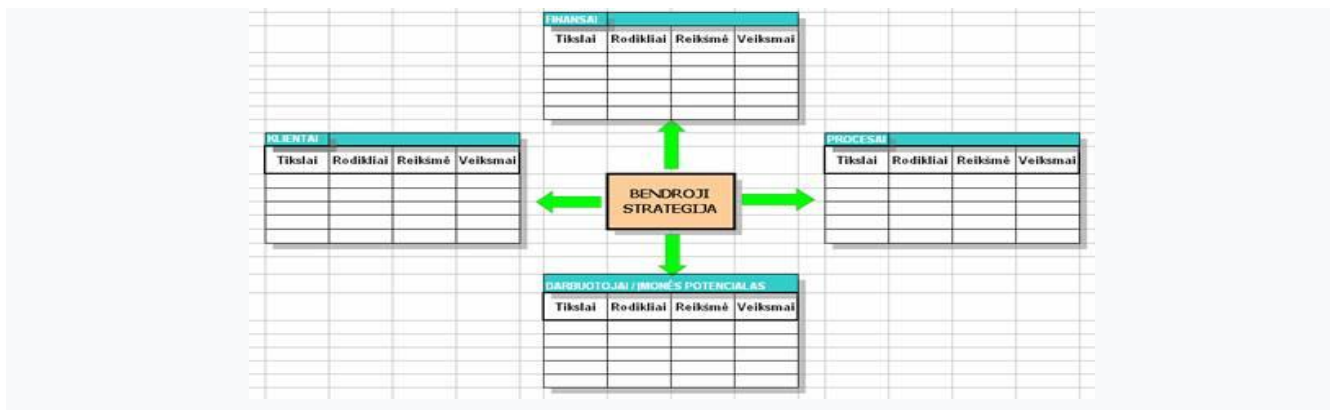 FINANSAI
Tikslai Rodikliai Reikšmė Veiksmai
KLIENTAI
Tikslai Rodikliai Reikšmė Veiksmai
BENDROJI
STRATEGIJA
PROCESAI
Tikslai Rodikliai Reikšmė Veiksmai
DARBUOTOJAI / ĮMONĖS POTENCIALAS
Tikslai Rodikliai Reikšmė Veiksmai